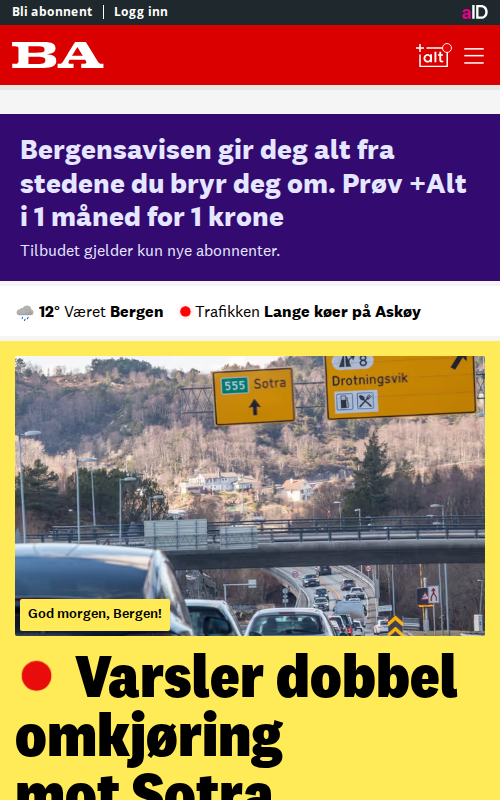 Bli abonnent
Logg inn
aID
BA
+alt
Bergensavisen gir deg alt fra
stedene du bryr deg om. Prøv +Alt
i 1 måned for 1 krone
Tilbudet gjelder kun nye abonnenter.
12° Været Bergen
Trafikken Lange køer på Askøy
555 Sotra
8
Drotningsvik
God morgen, Bergen!
Varsler dobbel
omkjøring
mot Sotra